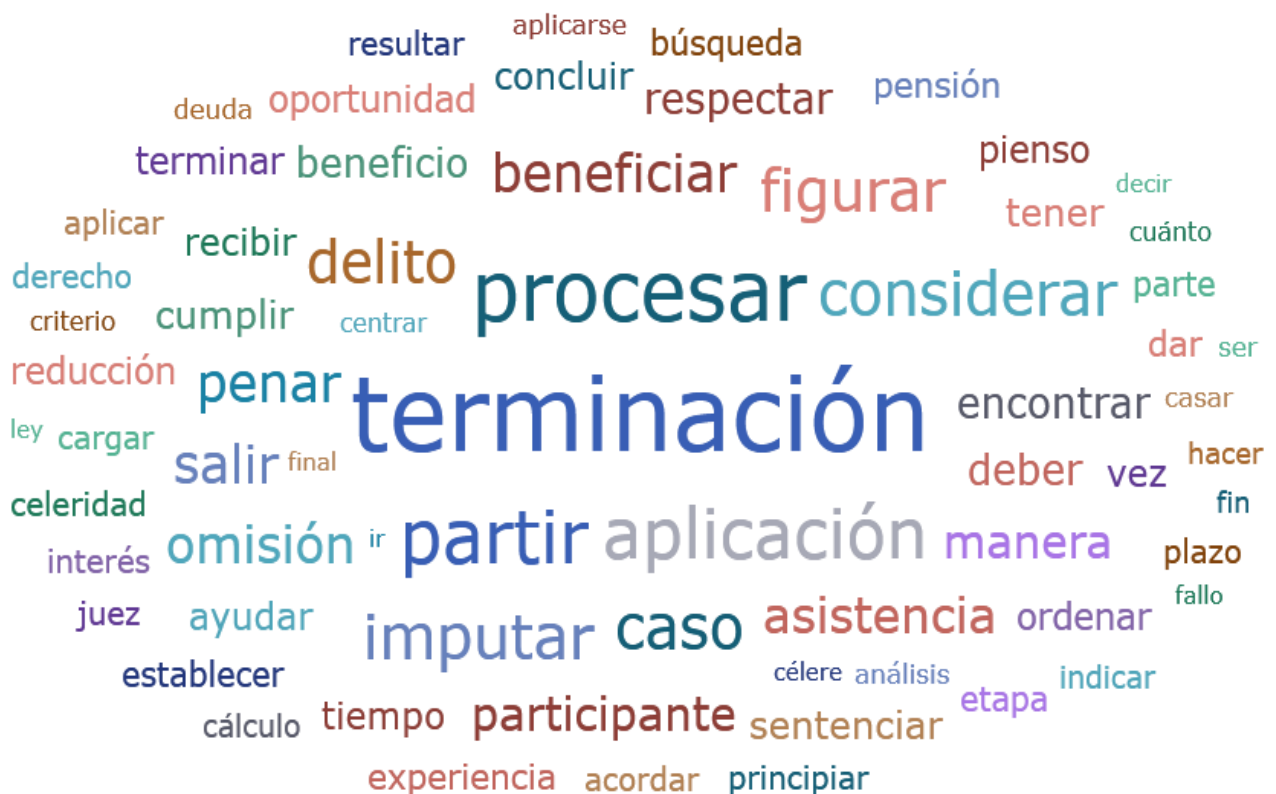 aplicarse
resultar búsqueda
concluir
pensión
deuda oportunidad respectar
terminar beneficio beneficiar pienso
figurar decir
aplicar tener
recibir cuánto
derecho delito
procesar considerar parte
criterio cumplir centrar
dar ser
reducción penar
terminación encontrar casar
ley cargar
salir final hacer
deber vez
celeridad fin
omisión ir partir aplicación manera
interés plazo
fallo
juez ayudar imputar caso asistencia ordenar
establecer célere análisis indicar
etapa
cálculo tiempo participante sentenciar
experiencia acordar principiar